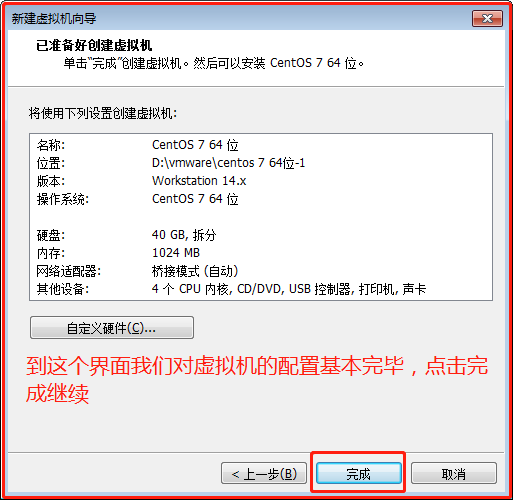 新建虚拟机向导
已准备好创建虚拟机
单击“完成”创建虚拟机。然后可以安装 CentOS 7 64 位。
将使用下列设置创建虚拟机:
名称: CentOS 7 64 位
位置: D:\vmware\centos 7 64位-1
版本: Workstation 14.x
操作系统: CentOS 7 64 位
硬盘: 40 GB, 拆分
内存: 1024 MB
网络适配器: 桥接模式 (自动)
其他设备: 4 个 CPU 内核, CD/DVD, USB 控制器, 打印机, 声卡
自定义硬件(C)...
到这个界面我们对虚拟机的配置基本完毕，点击完
成继续
< 上一步(B) 完成 取消